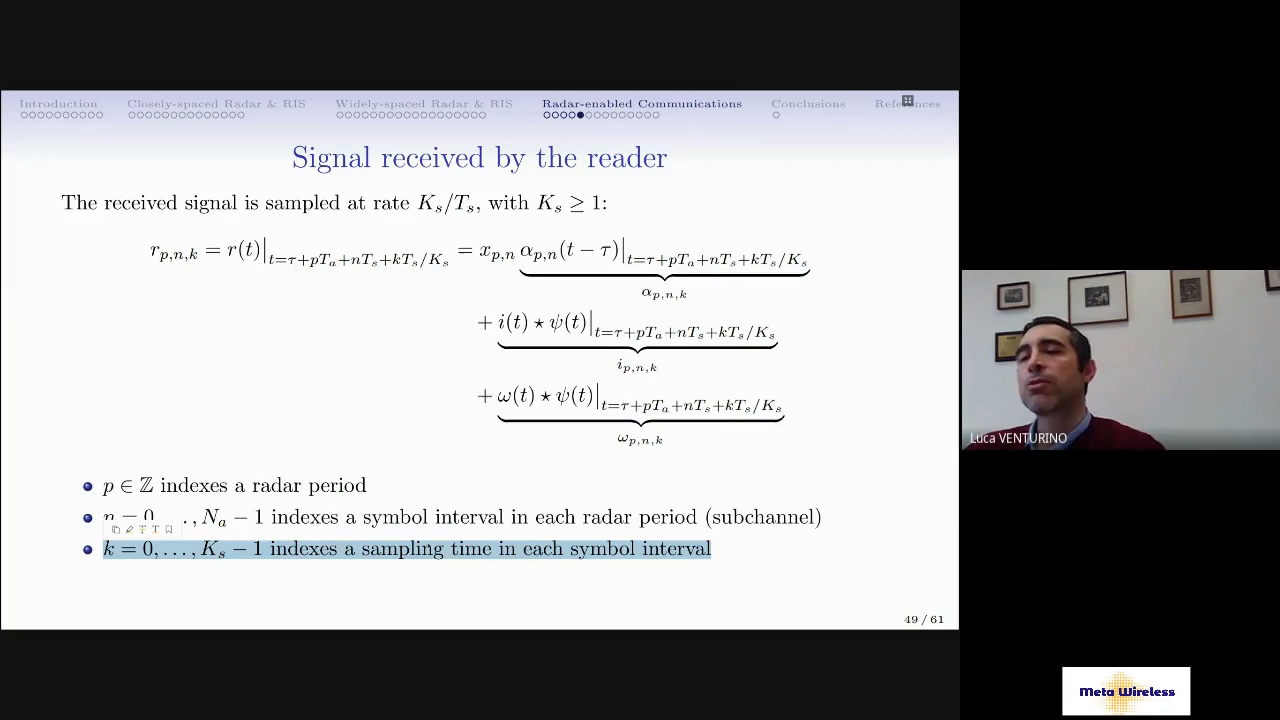 Introduction Closely-spaced Radar & RIS Widely-spaced Radar & RIS Radar-enabled Communications Conclusions
Signal received by the reader
The received signal is sampled at rate K_s/T_s, with K_s ≥ 1:
r_{p,n,k} = r(t)|_{t=τ+pT_a+nT_s+kT_s/K_s} = x_{p,n} α_{p,n}(t − τ)|_{t=τ+pT_a+nT_s+kT_s/K_s}
α_{p,n,k}
+ i(t) ⋆ ψ(t)|_{t=τ+pT_a+nT_s+kT_s/K_s}
i_{p,n,k}
+ ω(t) ⋆ ψ(t)|_{t=τ+pT_a+nT_s+kT_s/K_s}
ω_{p,n,k}
p ∈ ℤ indexes a radar period
n = 0, . . , N_a − 1 indexes a symbol interval in each radar period (subchannel)
k = 0, . . . , K_s − 1 indexes a sampling time in each symbol interval
49 / 61
Luca VENTURINO
Meta Wireless